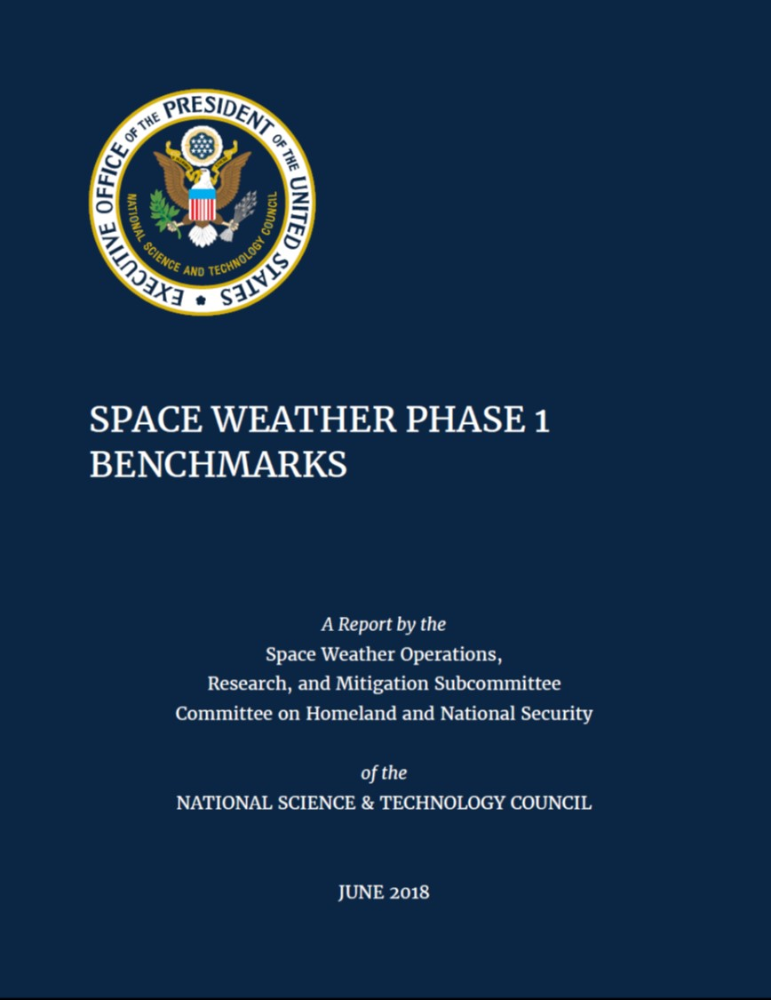 EXECUTIVE OFFICE OF THE PRESIDENT OF THE UNITED STATES
NATIONAL SCIENCE AND TECHNOLOGY COUNCIL
SPACE WEATHER PHASE 1
BENCHMARKS
A Report by the
Space Weather Operations,
Research, and Mitigation Subcommittee
Committee on Homeland and National Security
of the
NATIONAL SCIENCE & TECHNOLOGY COUNCIL
JUNE 2018